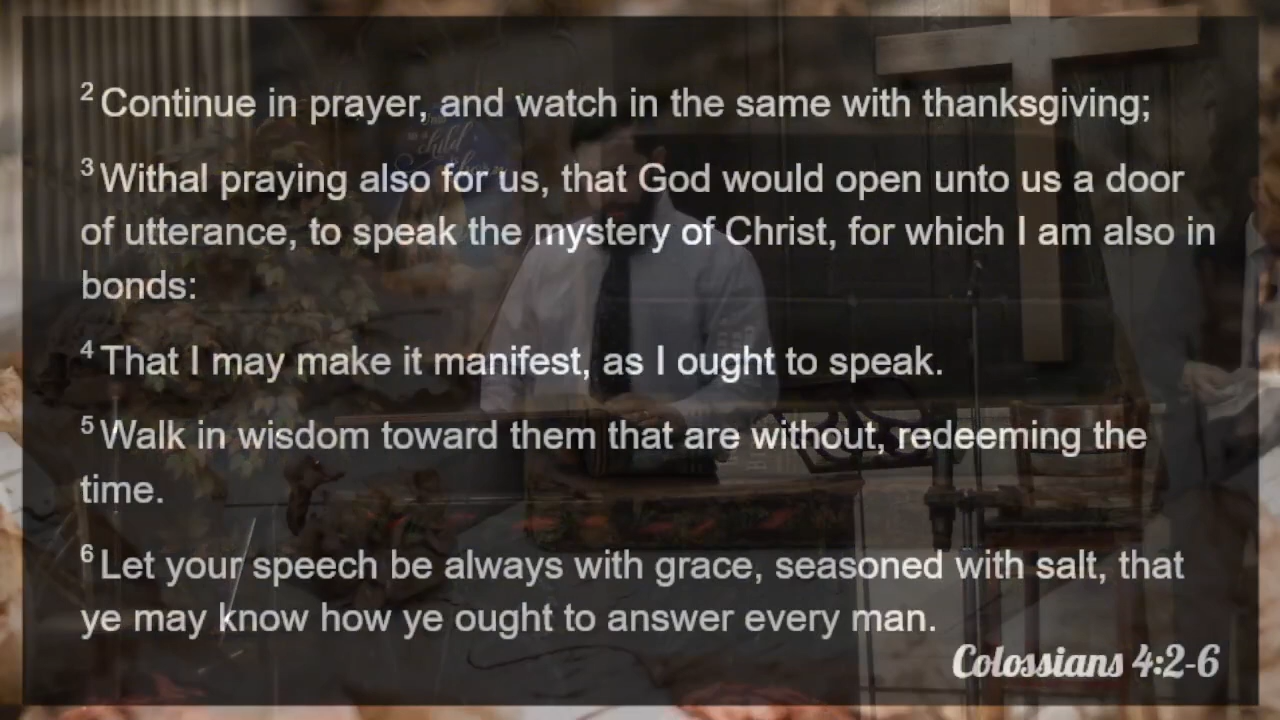 2 Continue in prayer, and watch in the same with thanksgiving;
3 Withal praying also for us, that God would open unto us a door
of utterance, to speak the mystery of Christ, for which I am also in
bonds:
4 That I may make it manifest, as I ought to speak.
5 Walk in wisdom toward them that are without, redeeming the
time.
6 Let your speech be always with grace, seasoned with salt, that
ye may know how ye ought to answer every man.
Colossians 4:2-6
child